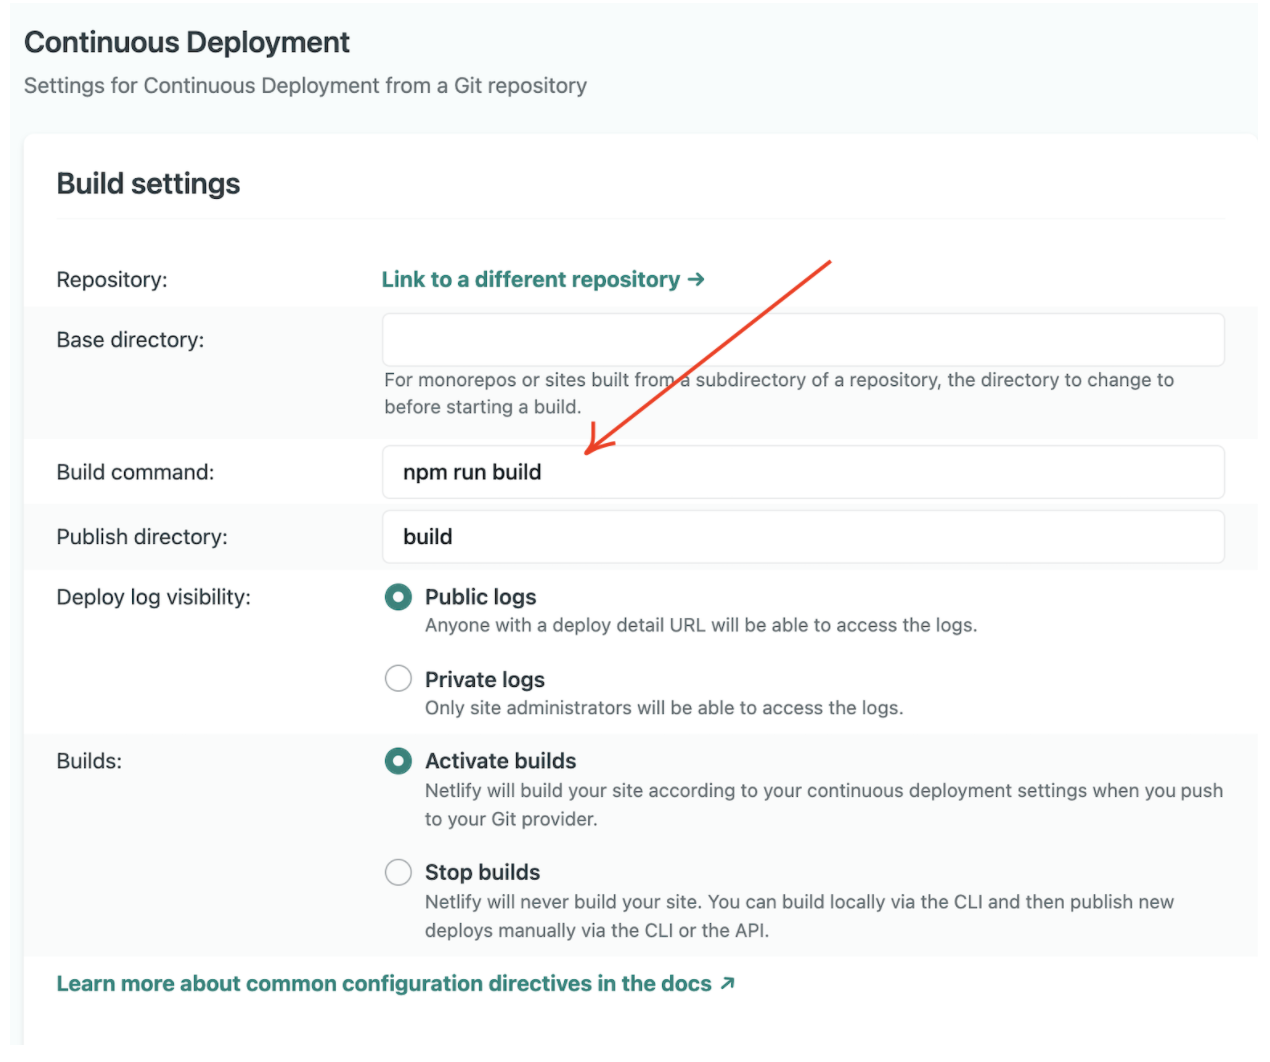 Continuous Deployment
Settings for Continuous Deployment from a Git repository
Build settings
Repository:
Link to a different repository →
Base directory:
For monorepos or sites built from a subdirectory of a repository, the directory to change to
before starting a build.
Build command:
npm run build
Publish directory:
build
Deploy log visibility:
Public logs
Anyone with a deploy detail URL will be able to access the logs.
Private logs
Only site administrators will be able to access the logs.
Builds:
Activate builds
Netlify will build your site according to your continuous deployment settings when you push
to your Git provider.
Stop builds
Netlify will never build your site. You can build locally via the CLI and then publish new
deploys manually via the CLI or the API.
Learn more about common configuration directives in the docs ↗